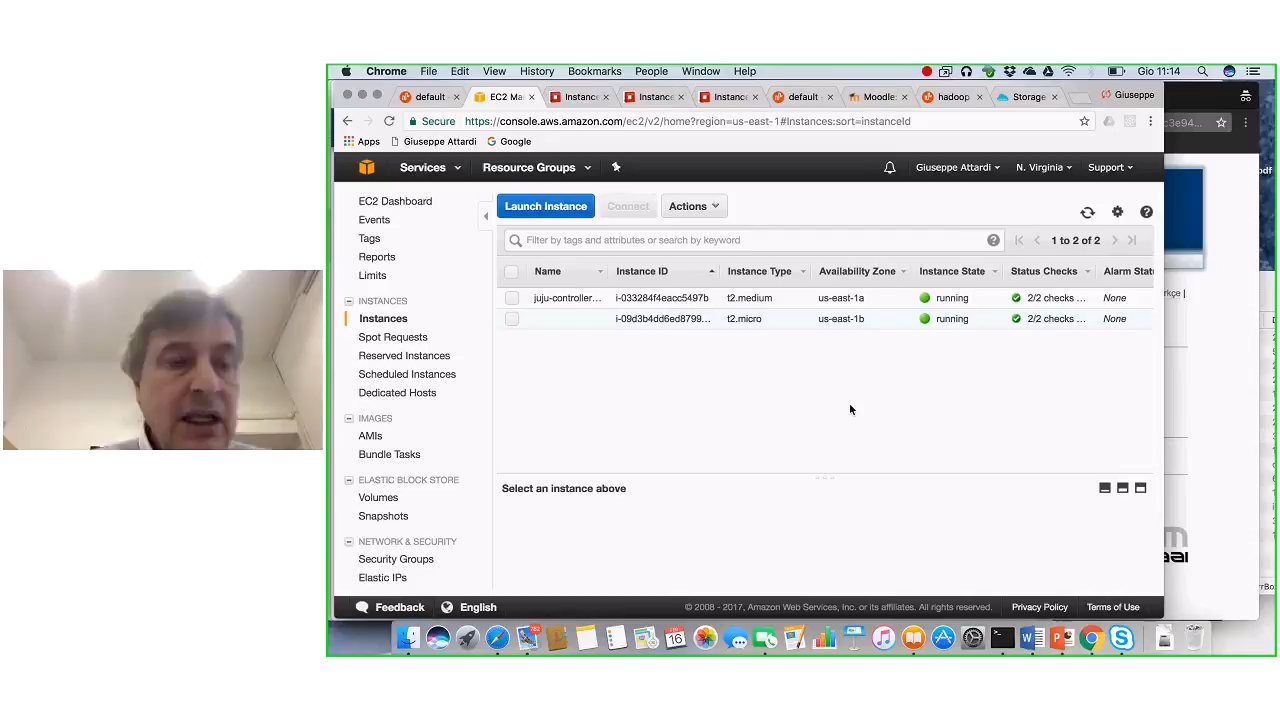 Chrome File Edit View History Bookmarks People Window Help Gio 11:14
default - EC2 Ma Instance Instance Instance default - Moodle: hadoop Storage Giuseppe
Secure https://console.aws.amazon.com/ec2/v2/home?region=us-east-1#Instances:sort=instanceId
c3e94...
Apps Giuseppe Attardi Google
Services Resource Groups Giuseppe Attardi N. Virginia Support
pdf
EC2 Dashboard
Events
Tags
Reports
Limits
INSTANCES
Instances
Spot Requests
Reserved Instances
Scheduled Instances
Dedicated Hosts
IMAGES
AMIs
Bundle Tasks
ELASTIC BLOCK STORE
Volumes
Snapshots
NETWORK & SECURITY
Security Groups
Elastic IPs
Launch Instance Connect Actions
Filter by tags and attributes or search by keyword 1 to 2 of 2
Name Instance ID Instance Type Availability Zone Instance State Status Checks Alarm Stat
juju-controller... i-033284f4eacc5497b t2.medium us-east-1a running 2/2 checks ... None
i-09d3b4dd6ed8799... t2.micro us-east-1b running 2/2 checks ... None
Select an instance above
Feedback English © 2008 - 2017, Amazon Web Services, Inc. or its affiliates. All rights reserved. Privacy Policy Terms of Use
16